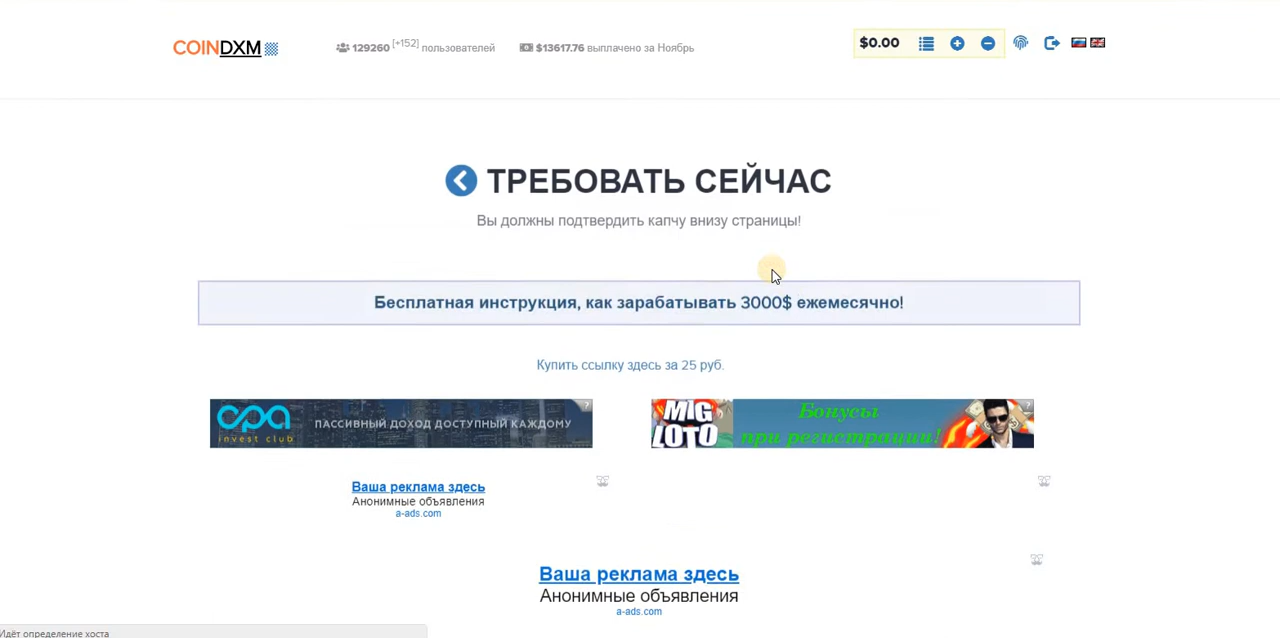 COINDXM
129260 [+152] пользователей
$13617.76 выплачено за Ноябрь
$0.00
ТРЕБОВАТЬ СЕЙЧАС
Вы должны подтвердить капчу внизу страницы!
Бесплатная инструкция, как зарабатывать 3000$ ежемесячно!
Купить ссылку здесь за 25 руб.
cpa
invest club
ПАССИВНЫЙ ДОХОД ДОСТУПНЫЙ КАЖДОМУ
?
MIG
LOTO
Бонусы
при регистрации!
?
Ваша реклама здесь
Анонимные объявления
a-ads.com
Ваша реклама здесь
Анонимные объявления
a-ads.com
Идёт определение хоста